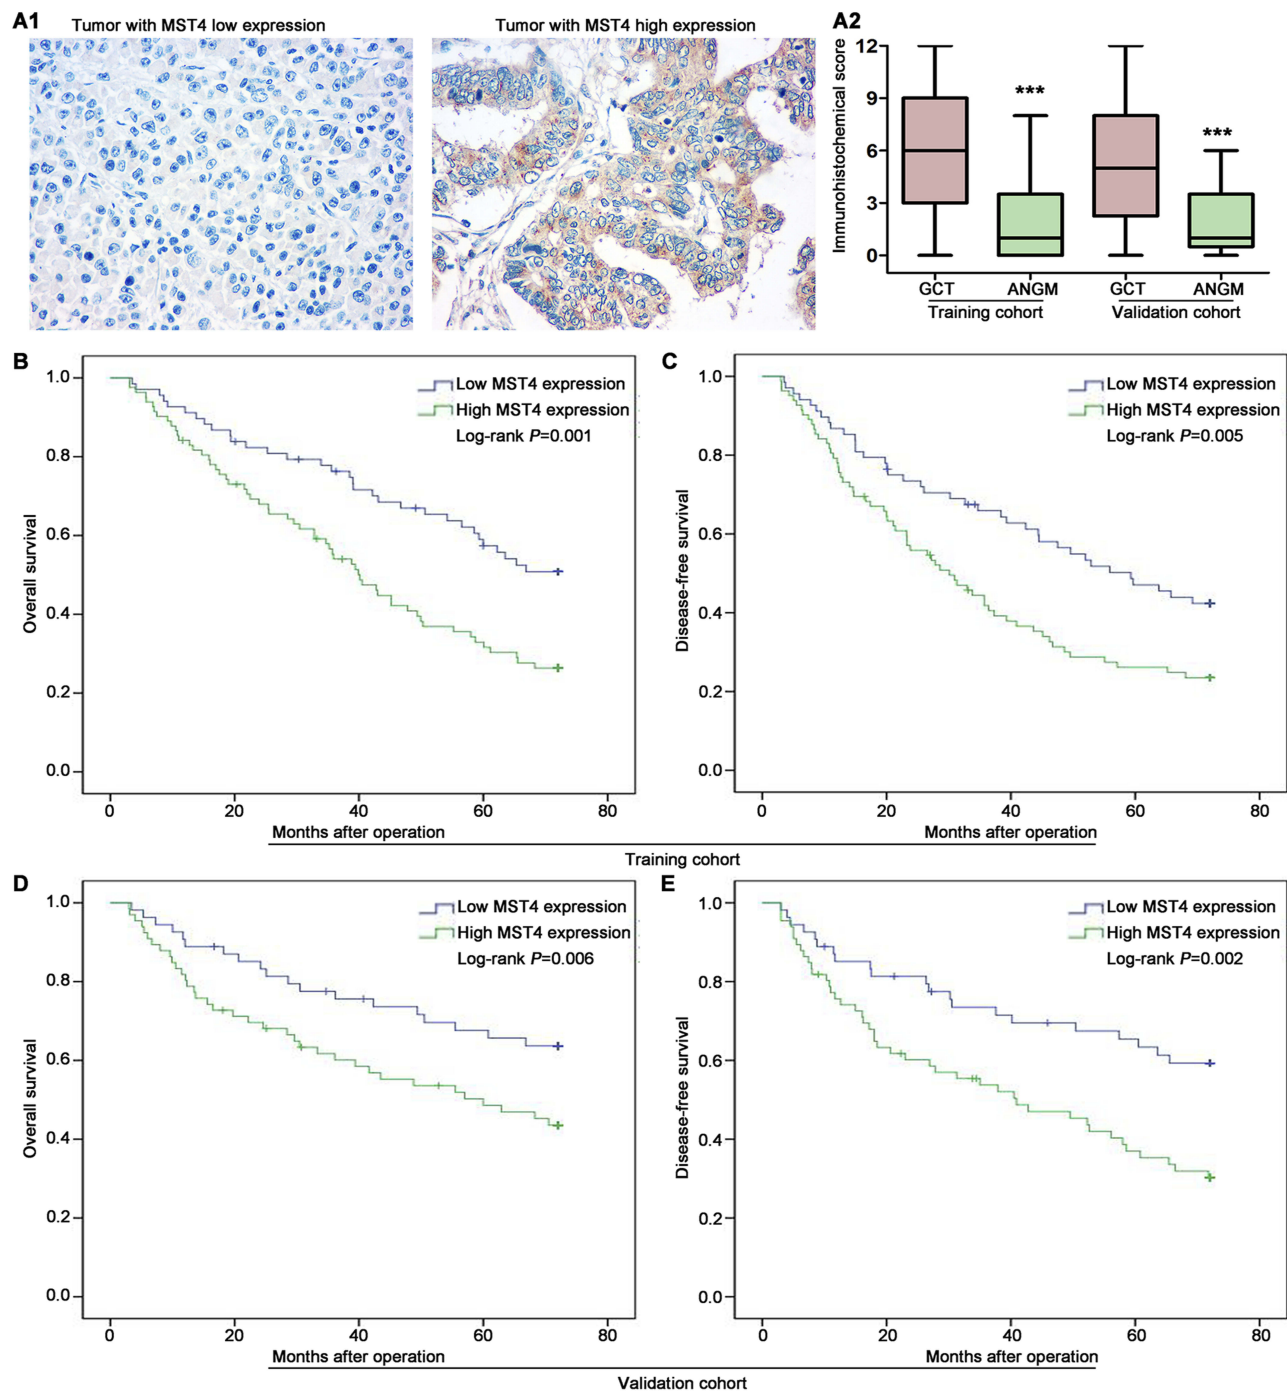 A1
Tumor with MST4 low expression
Tumor with MST4 high expression
A2
Immunohistochemical score
12
9
6
3
0
***
***
GCT
ANGM
GCT
ANGM
Training cohort
Validation cohort
B
Overall survival
1.0
0.8
0.6
0.4
0.2
0.0
Low MST4 expression
High MST4 expression
Log-rank P=0.001
0
20
40
60
80
Months after operation
C
Disease-free survival
1.0
0.8
0.6
0.4
0.2
0.0
Low MST4 expression
High MST4 expression
Log-rank P=0.005
0
20
40
60
80
Months after operation
Training cohort
D
Overall survival
1.0
0.8
0.6
0.4
0.2
0.0
Low MST4 expression
High MST4 expression
Log-rank P=0.006
0
20
40
60
80
Months after operation
E
Disease-free survival
1.0
0.8
0.6
0.4
0.2
0.0
Low MST4 expression
High MST4 expression
Log-rank P=0.002
0
20
40
60
80
Months after operation
Validation cohort